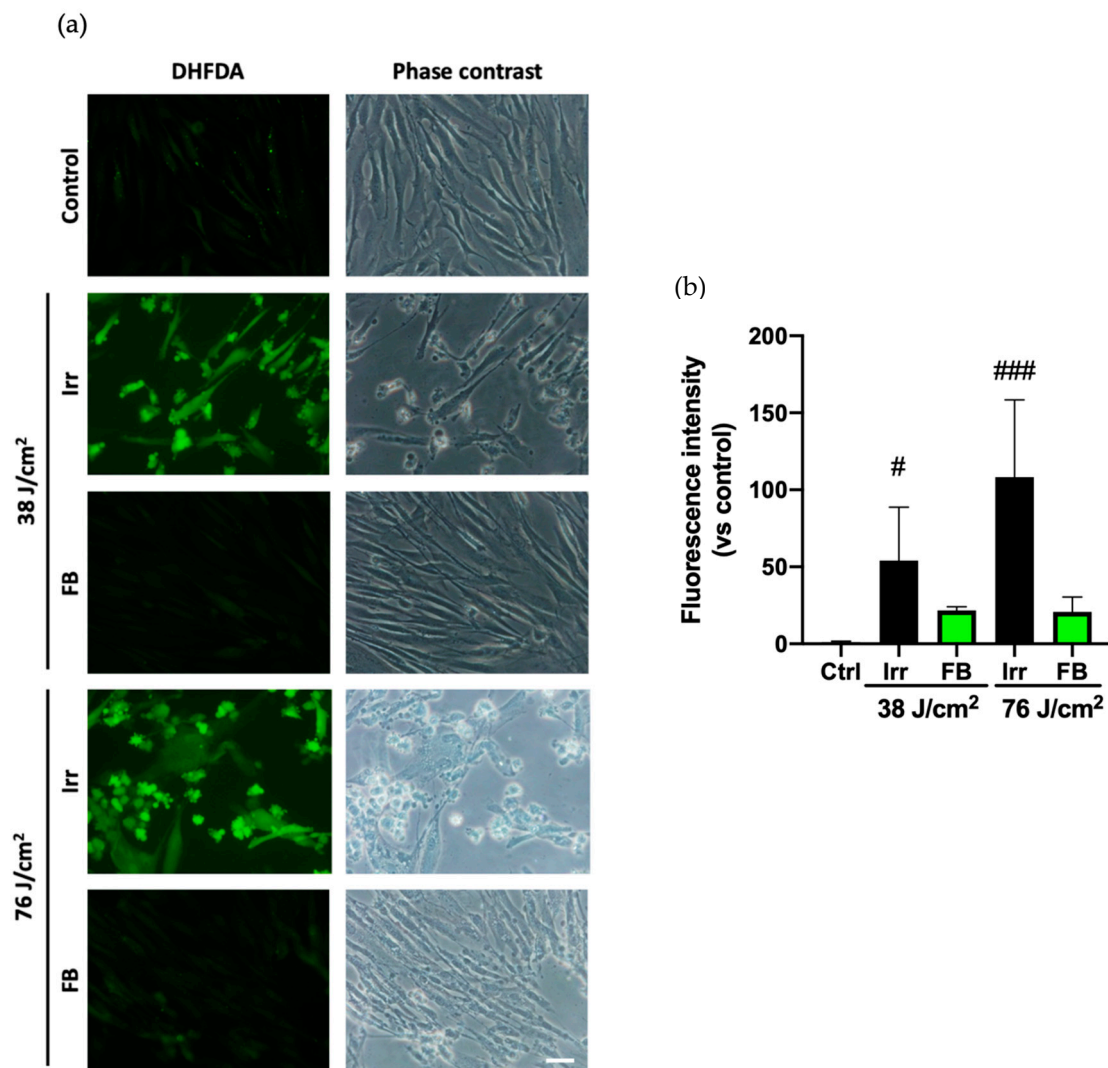 (a)
DHFDA Phase contrast
Control
38 J/cm²
Irr
FB
76 J/cm²
Irr
FB
(b)
Fluorescence intensity
(vs control)
200
150
100
50
0
#
###
Ctrl Irr FB Irr FB
38 J/cm² 76 J/cm²